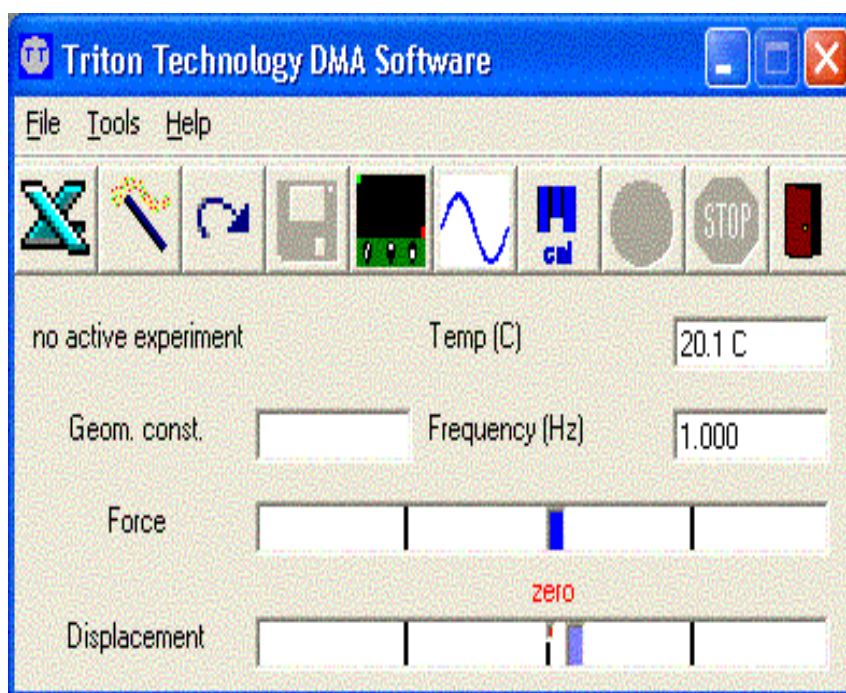 Triton Technology DMA Software
File Tools Help
cal STOP
no active experiment Temp (C) 20.1 C
Geom. const. Frequency (Hz) 1.000
Force
zero
Displacement